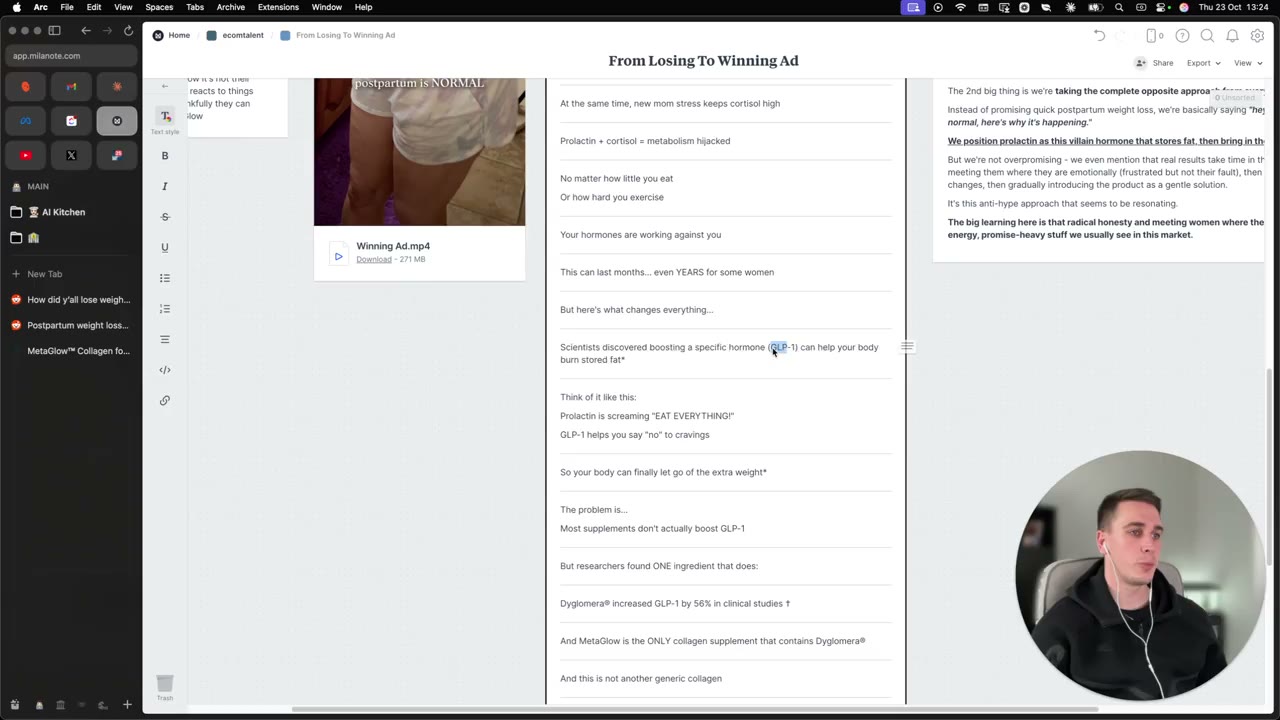 Arc File Edit View Spaces Tabs Archive Extensions Window Help
Thu 23 Oct 13:24
app.milanote.com
MAIN
AI Kitchen
New Tab
How did y'all lose weigh...
Postpartum weight loss...
MetaGlow™ Collagen fo...
Home / ecomtalent / From Losing To Winning Ad
0
From Losing To Winning Ad
Share Export View
Text style
Trash
0 Unsorted
ow it's not their
reacts to things
nkfully they can
low
postpartum is NORMAL
Winning Ad.mp4
Download - 271 MB
At the same time, new mom stress keeps cortisol high
Prolactin + cortisol = metabolism hijacked
No matter how little you eat
Or how hard you exercise
Your hormones are working against you
This can last months... even YEARS for some women
But here's what changes everything...
Scientists discovered boosting a specific hormone (GLP-1) can help your body
burn stored fat*
Think of it like this:
Prolactin is screaming "EAT EVERYTHING!"
GLP-1 helps you say "no" to cravings
So your body can finally let go of the extra weight*
The problem is...
Most supplements don't actually boost GLP-1
But researchers found ONE ingredient that does:
Dyglomera® increased GLP-1 by 56% in clinical studies †
And MetaGlow is the ONLY collagen supplement that contains Dyglomera®
And this is not another generic collagen
The 2nd big thing is we're taking the complete opposite approach
Instead of promising quick postpartum weight loss, we're basically saying "hey
normal, here's why it's happening."
We position prolactin as this villain hormone that stores fat, then bring in the
But we're not overpromising - we even mention that real results take time in th
meeting them where they are emotionally (frustrated but not their fault), then
changes, then gradually introducing the product as a gentle solution.
It's this anti-hype approach that seems to be resonating.
The big learning here is that radical honesty and meeting women where the
energy, promise-heavy stuff we usually see in this market.